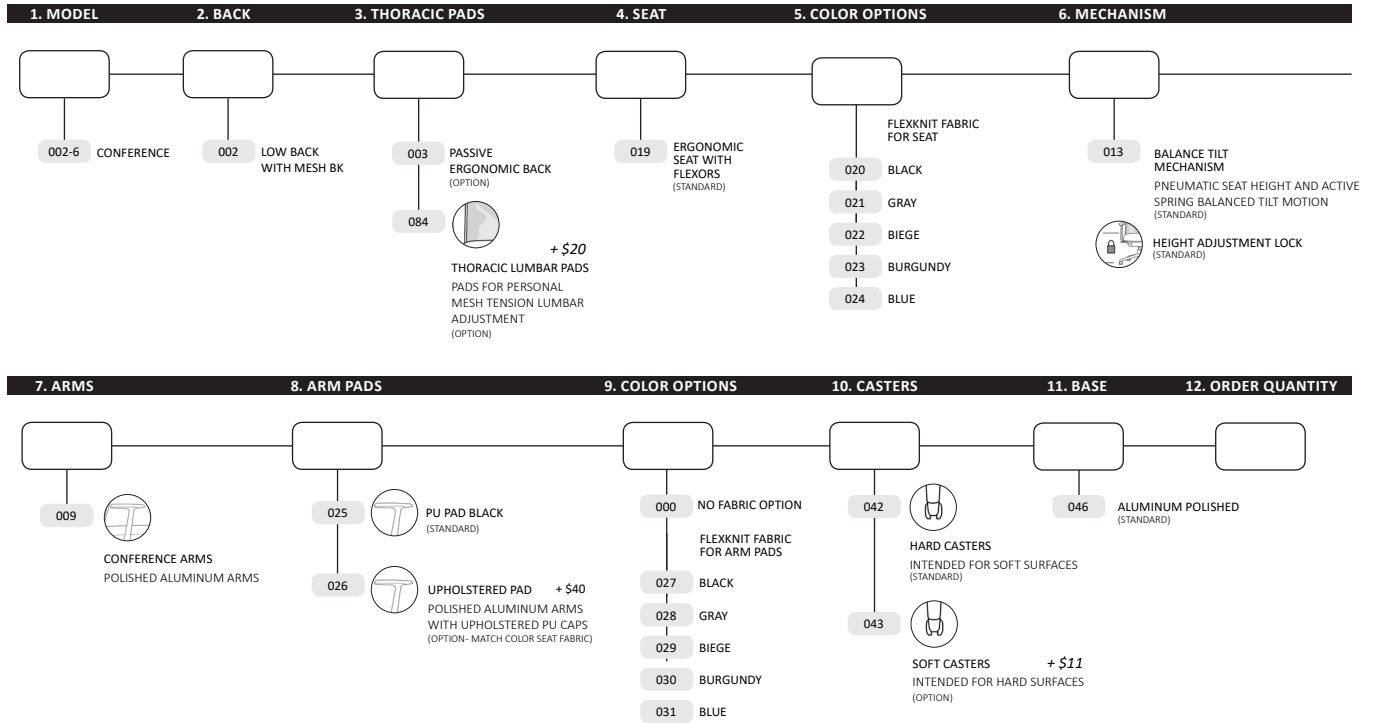 1. MODEL
2. BACK
3. THORACIC PADS
4. SEAT
5. COLOR OPTIONS
6. MECHANISM
002-6 CONFERENCE
002 LOW BACK
WITH MESH BK
003 PASSIVE
ERGONOMIC BACK
(OPTION)
084
+ $20
THORACIC LUMBAR PADS
PADS FOR PERSONAL
MESH TENSION LUMBAR
ADJUSTMENT
(OPTION)
019 ERGONOMIC
SEAT WITH
FLEXORS
(STANDARD)
FLEXKNIT FABRIC
FOR SEAT
020 BLACK
021 GRAY
022 BIEGE
023 BURGUNDY
024 BLUE
013 BALANCE TILT
MECHANISM
PNEUMATIC SEAT HEIGHT AND ACTIVE
SPRING BALANCED TILT MOTION
(STANDARD)
HEIGHT ADJUSTMENT LOCK
(STANDARD)
7. ARMS
8. ARM PADS
9. COLOR OPTIONS
10. CASTERS
11. BASE
12. ORDER QUANTITY
009
CONFERENCE ARMS
POLISHED ALUMINUM ARMS
025 PU PAD BLACK
(STANDARD)
026
UPHOLSTERED PAD + $40
POLISHED ALUMINUM ARMS
WITH UPHOLSTERED PU CAPS
(OPTION- MATCH COLOR SEAT FABRIC)
000 NO FABRIC OPTION
FLEXKNIT FABRIC
FOR ARM PADS
027 BLACK
028 GRAY
029 BIEGE
030 BURGUNDY
031 BLUE
042
HARD CASTERS
INTENDED FOR SOFT SURFACES
(STANDARD)
043
SOFT CASTERS + $11
INTENDED FOR HARD SURFACES
(OPTION)
046 ALUMINUM POLISHED
(STANDARD)